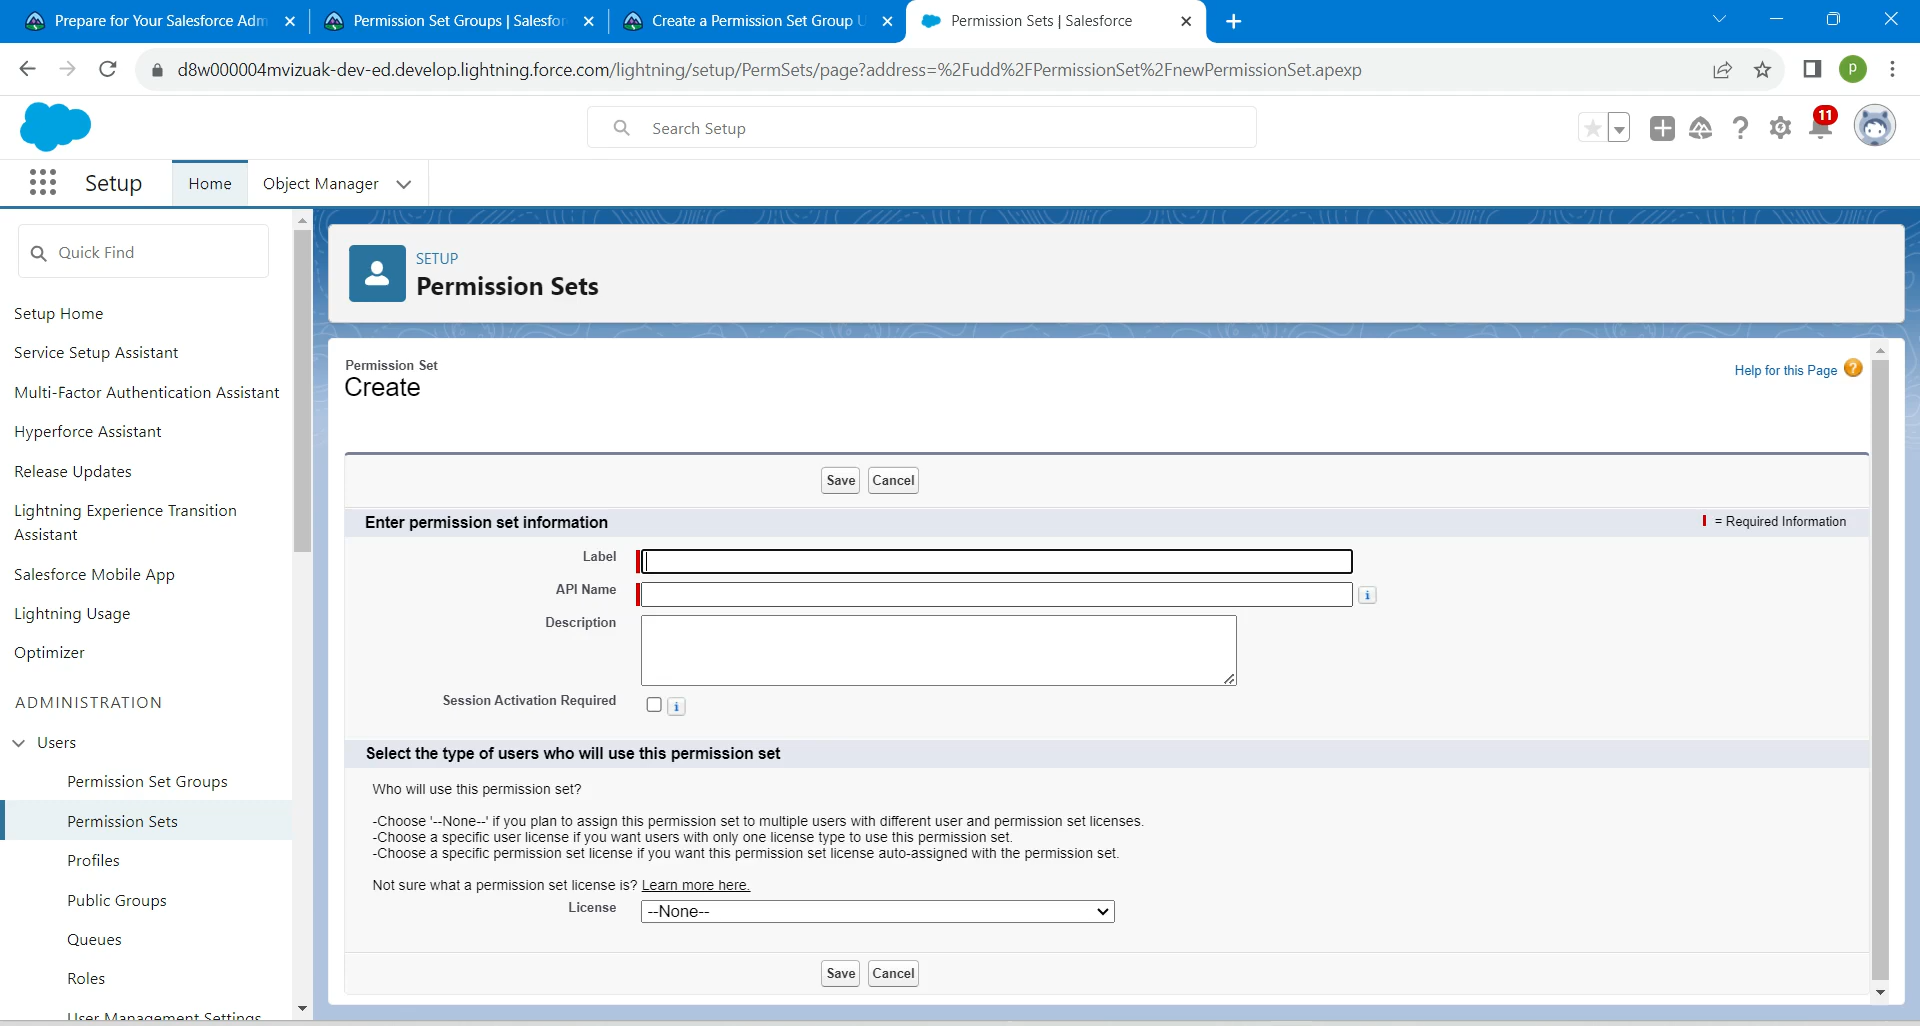 Prepare for Your Salesforce Adm
Permission Set Groups | Salesfor
Create a Permission Set Group U
Permission Sets | Salesforce
d8w000004mvizuak-dev-ed.develop.lightning.force.com/lightning/setup/PermSets/page?address=%2Fudd%2FPermissionSet%2FnewPermissionSet.apexp
P
Search Setup
11
Setup
Home
Object Manager
Quick Find
Setup Home
Service Setup Assistant
Multi-Factor Authentication Assistant
Hyperforce Assistant
Release Updates
Lightning Experience Transition
Assistant
Salesforce Mobile App
Lightning Usage
Optimizer
ADMINISTRATION
Users
Permission Set Groups
Permission Sets
Profiles
Public Groups
Queues
Roles
User Management Settings
SETUP
Permission Sets
Permission Set
Create
Help for this Page
Save Cancel
Enter permission set information
= Required Information
Label
API Name
Description
Session Activation Required
Select the type of users who will use this permission set
Who will use this permission set?
-Choose '--None--' if you plan to assign this permission set to multiple users with different user and permission set licenses.
-Choose a specific user license if you want users with only one license type to use this permission set.
-Choose a specific permission set license if you want this permission set license auto-assigned with the permission set.
Not sure what a permission set license is? Learn more here.
License --None--
Save Cancel